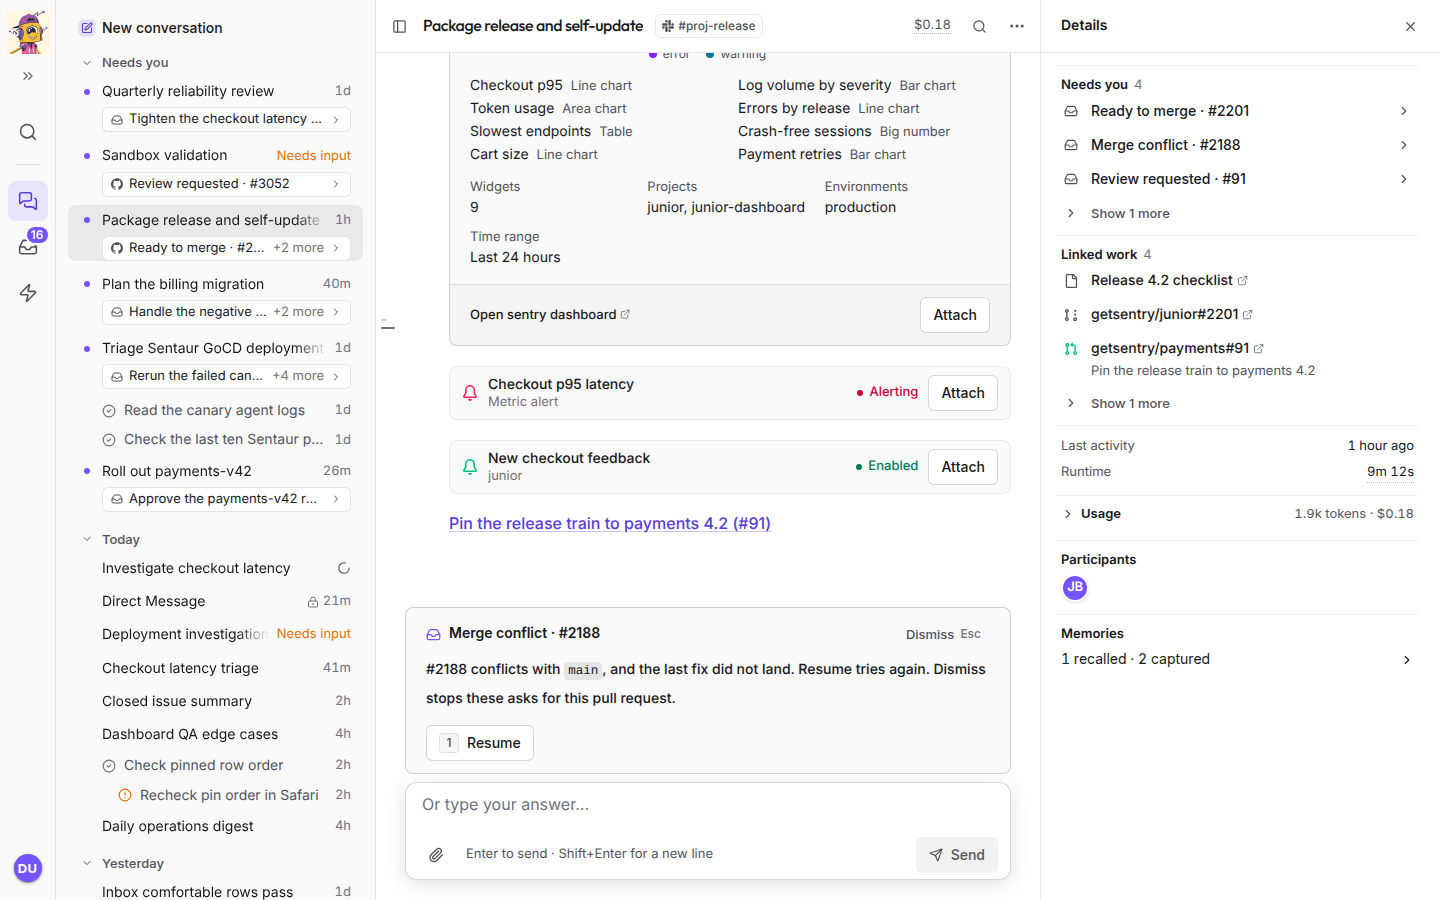 New conversation
Needs you
Quarterly reliability review 1d
Tighten the checkout latency ...
Sandbox validation Needs input
Review requested · #3052
Package release and self-update 1h
Ready to merge · #2... +2 more
Plan the billing migration 40m
Handle the negative ... +2 more
Triage Sentaur GoCD deployment 1d
Rerun the failed can... +4 more
Read the canary agent logs 1d
Check the last ten Sentaur p... 1d
Roll out payments-v42 26m
Approve the payments-v42 r...
Today
Investigate checkout latency
Direct Message 21m
Deployment investigation Needs input
Checkout latency triage 41m
Closed issue summary 2h
Dashboard QA edge cases 4h
Check pinned row order 2h
Recheck pin order in Safari 2h
Daily operations digest 4h
Yesterday
Inbox comfortable rows pass 1d
16
DU
Package release and self-update #proj-release $0.18
error warning
Checkout p95 Line chart Log volume by severity Bar chart
Token usage Area chart Errors by release Line chart
Slowest endpoints Table Crash-free sessions Big number
Cart size Line chart Payment retries Bar chart
Widgets Projects Environments
9 junior, junior-dashboard production
Time range
Last 24 hours
Open sentry dashboard Attach
Checkout p95 latency
Metric alert
Alerting Attach
New checkout feedback
junior
Enabled Attach
Pin the release train to payments 4.2 (#91)
Merge conflict · #2188 Dismiss Esc
#2188 conflicts with main, and the last fix did not land. Resume tries again. Dismiss
stops these asks for this pull request.
1 Resume
Or type your answer...
Enter to send · Shift+Enter for a new line Send
Details
Needs you 4
Ready to merge · #2201
Merge conflict · #2188
Review requested · #91
Show 1 more
Linked work 4
Release 4.2 checklist
getsentry/junior#2201
getsentry/payments#91
Pin the release train to payments 4.2
Show 1 more
Last activity 1 hour ago
Runtime 9m 12s
Usage 1.9k tokens · $0.18
Participants
JB
Memories
1 recalled · 2 captured